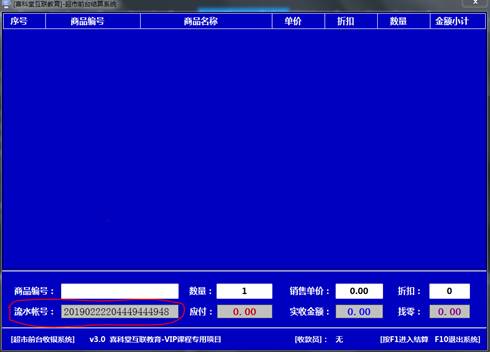 [嵩科堂互联教育]-超市前台结算系统
序号 商品编号 商品名称 单价 折扣 数量 金额小计
商品编号： 数量： 1 销售单价： 0.00 折扣： 0
流水帐号： 20190222204449444948 应付： 0.00 实收金额： 0.00 找零： 0.00
[超市前台收银系统] v3.0 嵩科堂互联教育-VIP课程专用项目 [收款员]： 无 [按F1进入结算 F10退出系统]